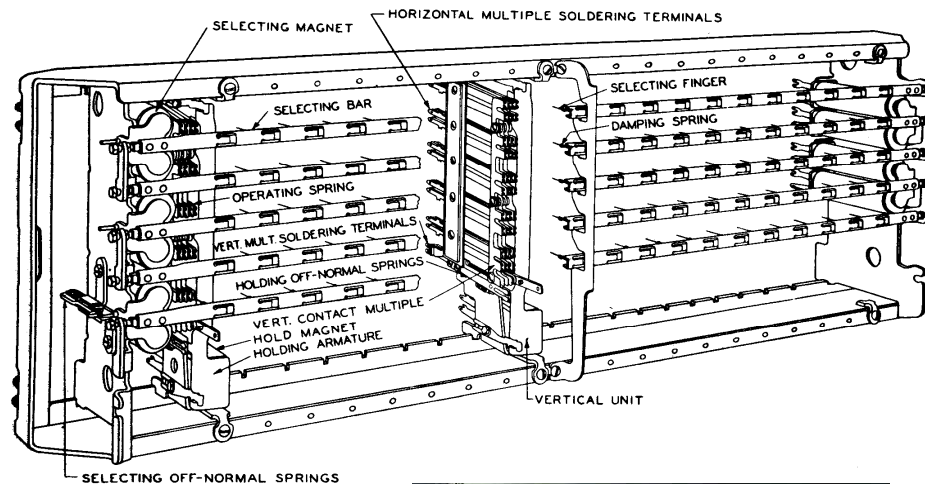 HORIZONTAL MULTIPLE SOLDERING TERMINALS
SELECTING MAGNET
SELECTING FINGER
SELECTING BAR
DAMPING SPRING
OPERATING SPRING
VERT. MULT. SOLDERING TERMINALS
HOLDING OFF-NORMAL SPRINGS
VERT. CONTACT MULTIPLE
HOLD MAGNET
HOLDING ARMATURE
VERTICAL UNIT
SELECTING OFF-NORMAL SPRINGS